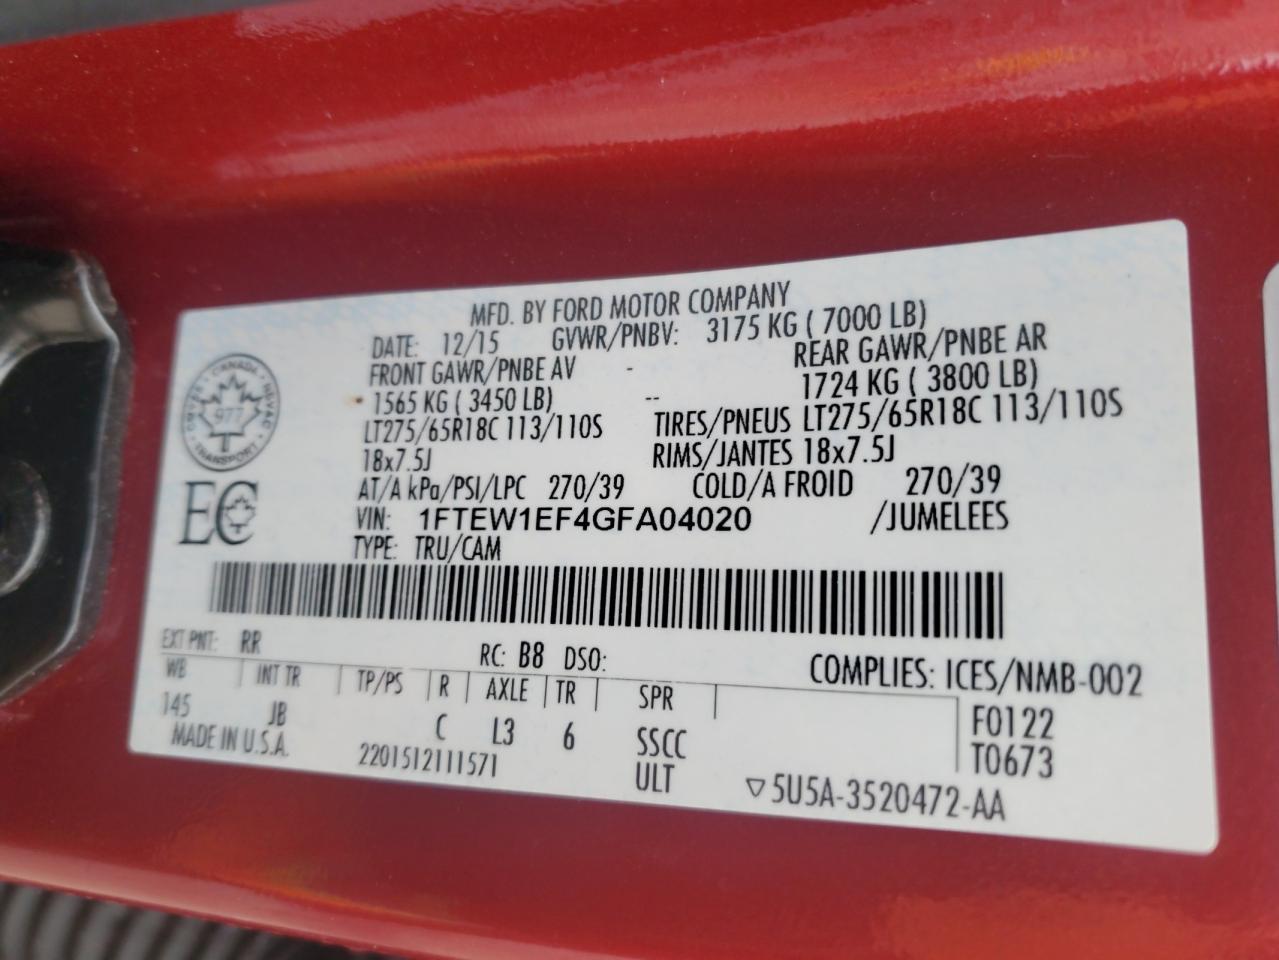 MFD. BY FORD MOTOR COMPANY
DATE: 12/15 GVWR/PNBV: 3175 KG ( 7000 LB)
FRONT GAWR/PNBE AV - REAR GAWR/PNBE AR
1565 KG ( 3450 LB) -- 1724 KG ( 3800 LB)
LT275/65R18C 113/110S TIRES/PNEUS LT275/65R18C 113/110S
18x7.5J RIMS/JANTES 18x7.5J
AT/A kPa/PSI/LPC 270/39 COLD/A FROID 270/39
VIN: 1FTEW1EF4GFA04020 /JUMELEES
TYPE: TRU/CAM
CANADA
977
TRANSPORT
EC
EXT PNT: RR RC: B8 DSO: COMPLIES: ICES/NMB-002
WB INT TR TP/PS R AXLE TR SPR F0122
145 JB C L3 6 SSCC T0673
MADE IN U.S.A. 2201512111571 ULT ▽5U5A-3520472-AA